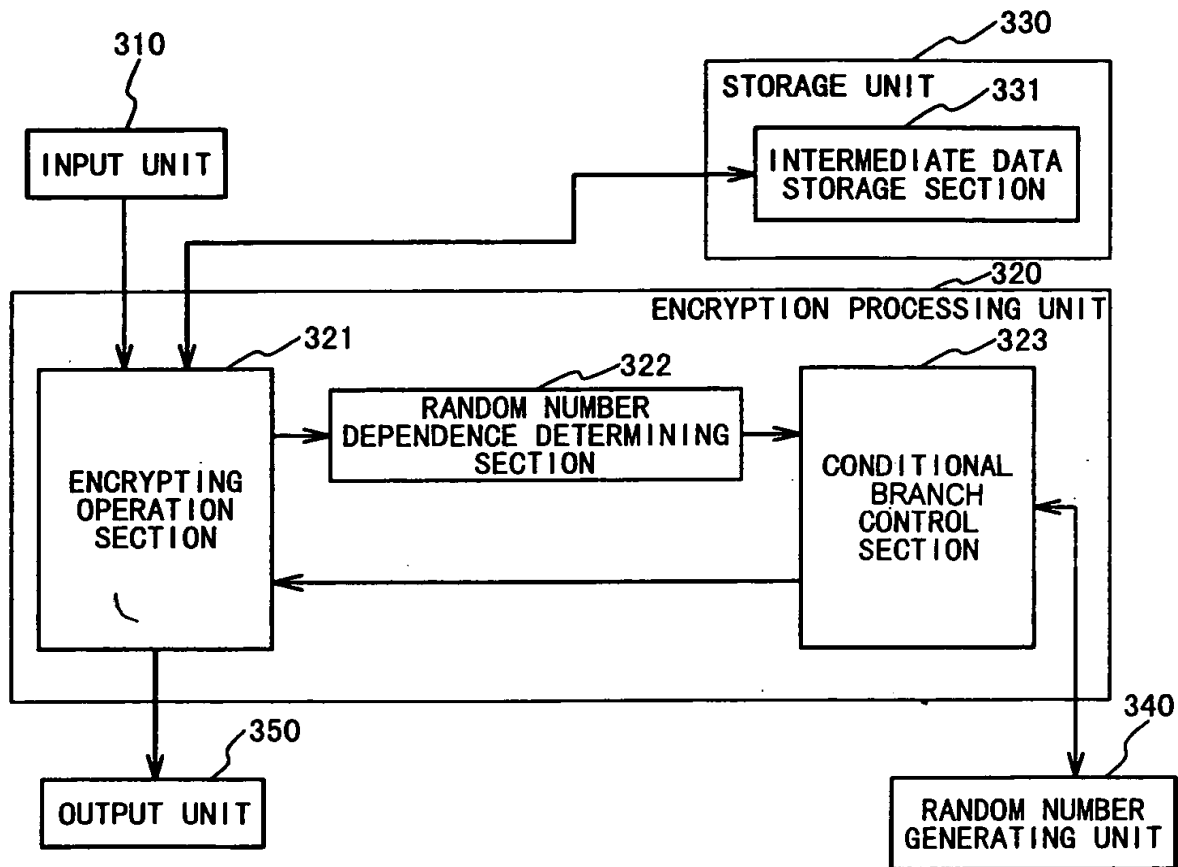 310
INPUT UNIT
330
STORAGE UNIT
331
INTERMEDIATE DATA
STORAGE SECTION
320
ENCRYPTION PROCESSING UNIT
321
ENCRYPTING
OPERATION
SECTION
322
RANDOM NUMBER
DEPENDENCE DETERMINING
SECTION
323
CONDITIONAL
BRANCH
CONTROL
SECTION
350
OUTPUT UNIT
340
RANDOM NUMBER
GENERATING UNIT